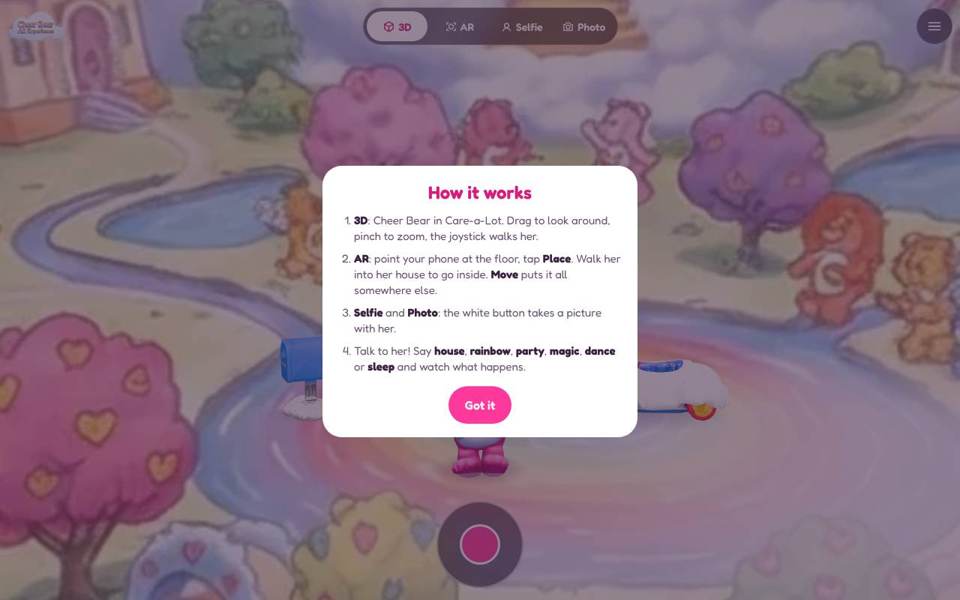 Cheer Bear
AR Experience
3D
AR
Selfie
Photo
How it works
1. 3D: Cheer Bear in Care-a-Lot. Drag to look around,
pinch to zoom, the joystick walks her.
2. AR: point your phone at the floor, tap Place. Walk her
into her house to go inside. Move puts it all
somewhere else.
3. Selfie and Photo: the white button takes a picture
with her.
4. Talk to her! Say house, rainbow, party, magic, dance
or sleep and watch what happens.
Got it